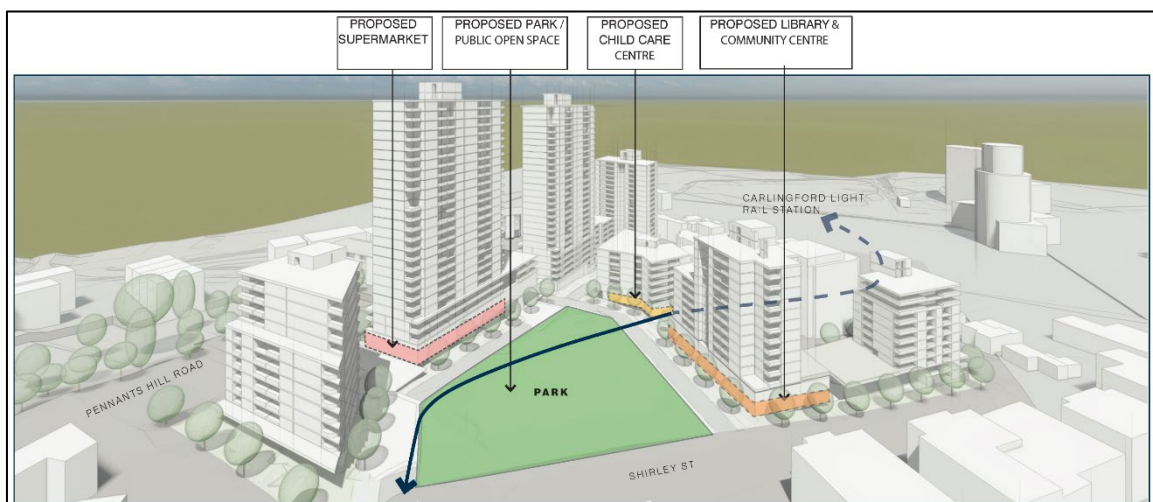 PROPOSED
SUPERMARKET
PROPOSED PARK /
PUBLIC OPEN SPACE
PROPOSED
CHILD CARE
CENTRE
PROPOSED LIBRARY &
COMMUNITY CENTRE
CARLINGFORD LIGHT
RAIL STATION
PENNANTS HILL ROAD
PARK
SHIRLEY ST